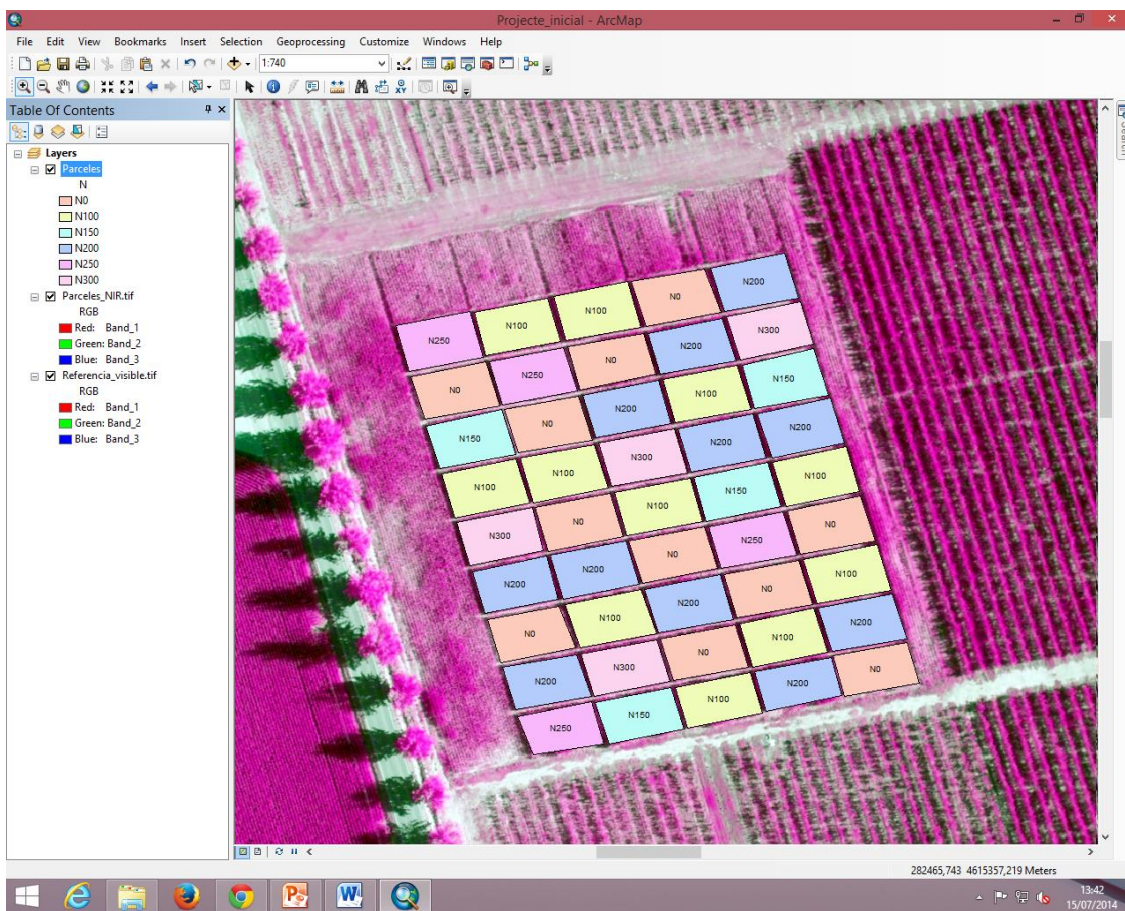 Projecte_inicial - ArcMap
File Edit View Bookmarks Insert Selection Geoprocessing Customize Windows Help
1:740
Table Of Contents
Layers
Parceles
N
N0
N100
N150
N200
N250
N300
Parceles_NIR.tif
RGB
Red: Band_1
Green: Band_2
Blue: Band_3
Referencia_visible.tif
RGB
Red: Band_1
Green: Band_2
Blue: Band_3
Search
N250 N100 N100 N0 N200
N0 N250 N0 N200 N300
N150 N0 N200 N100 N150
N100 N100 N300 N200 N200
N300 N0 N100 N150 N100
N200 N200 N0 N250 N0
N0 N100 N200 N0 N100
N200 N300 N0 N100 N200
N250 N150 N100 N200 N0
282465,743 4615357,219 Meters
13:42
15/07/2014